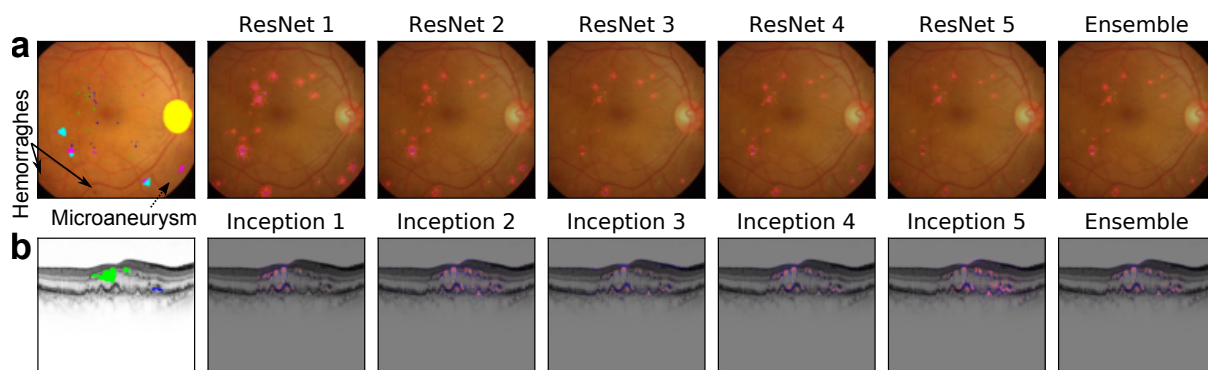 a
ResNet 1
ResNet 2
ResNet 3
ResNet 4
ResNet 5
Ensemble
Hemorraghes
Microaneurysm
b
Inception 1
Inception 2
Inception 3
Inception 4
Inception 5
Ensemble